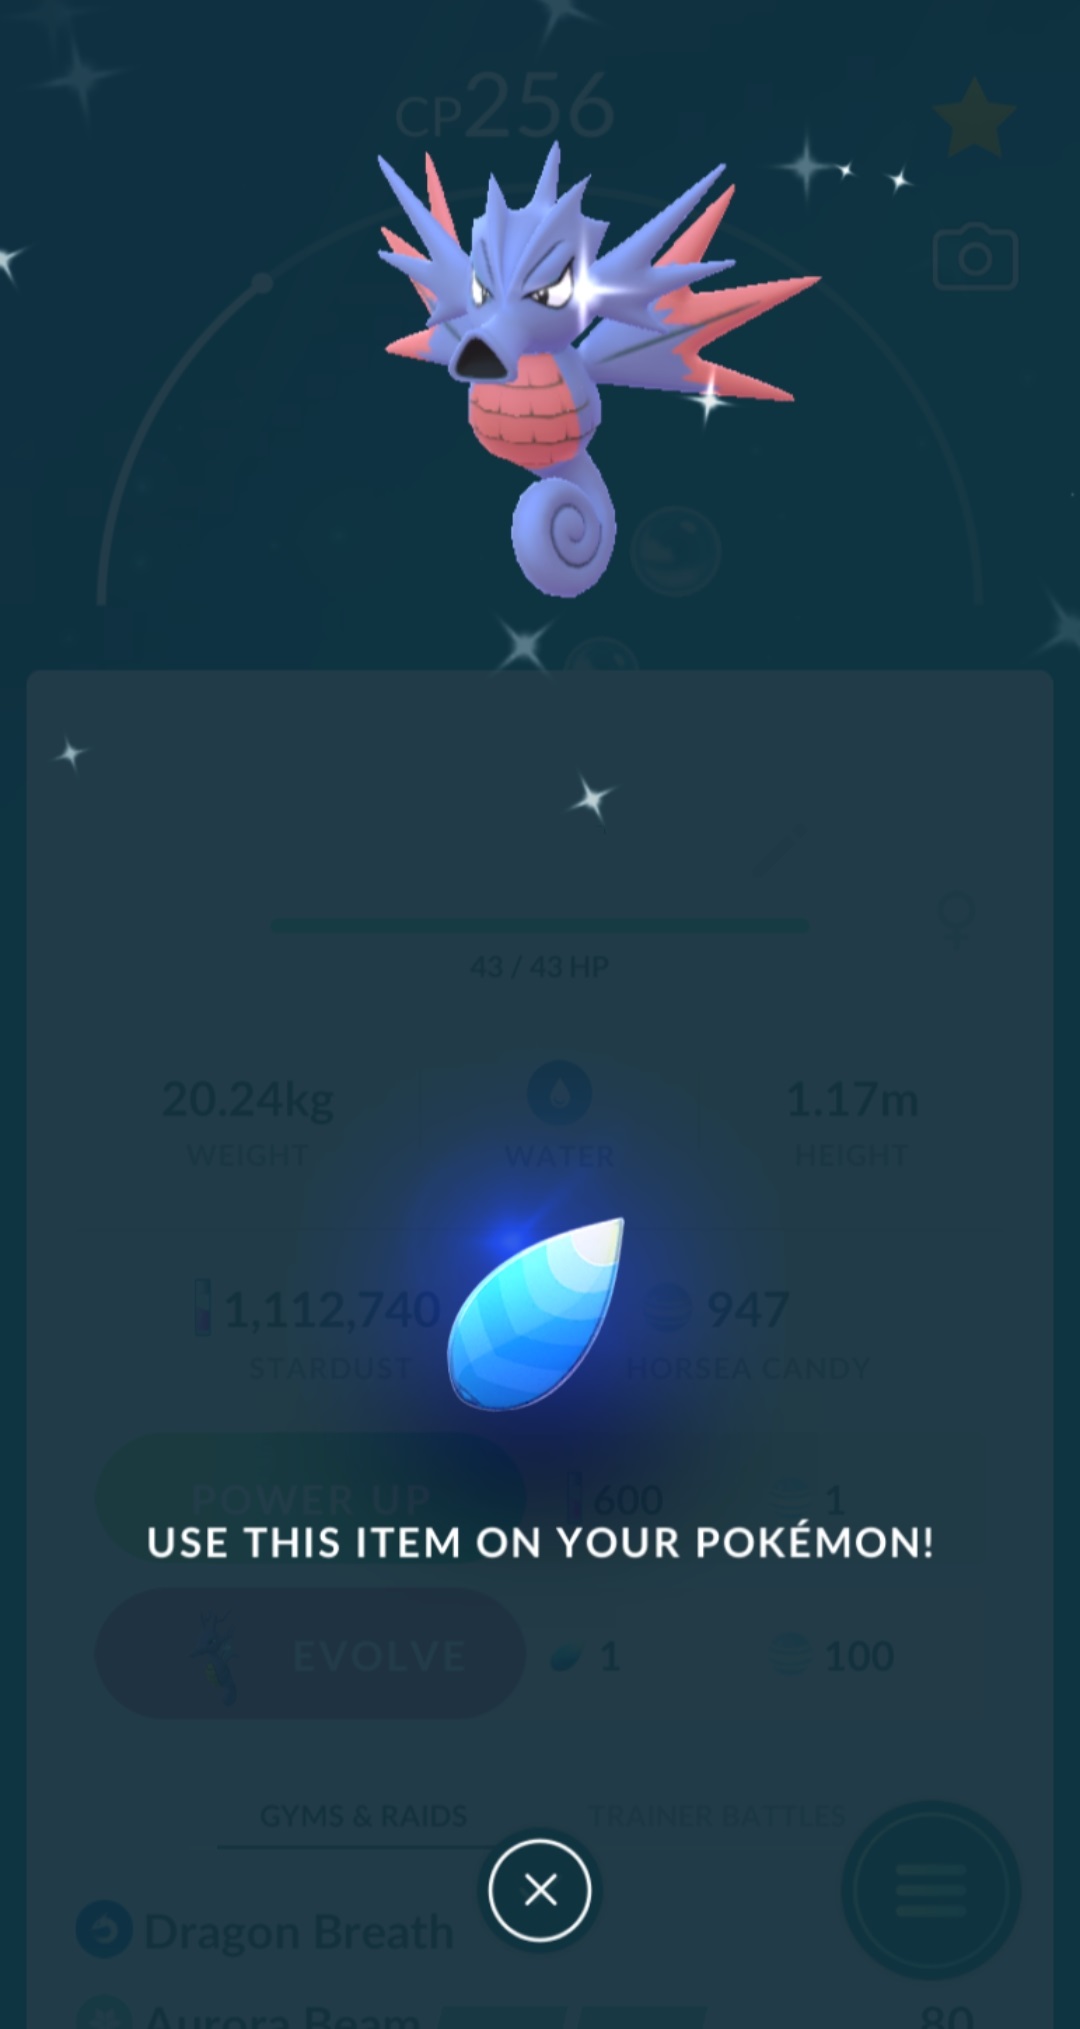 CP256
43 / 43 HP
20.24kg
WEIGHT
WATER
1.17m
HEIGHT
1,112,740
STARDUST
947
HORSEA CANDY
POWER UP
600
1
USE THIS ITEM ON YOUR POKÉMON!
EVOLVE
1
100
GYMS & RAIDS
TRAINER BATTLES
Dragon Breath
Aurora Beam
80